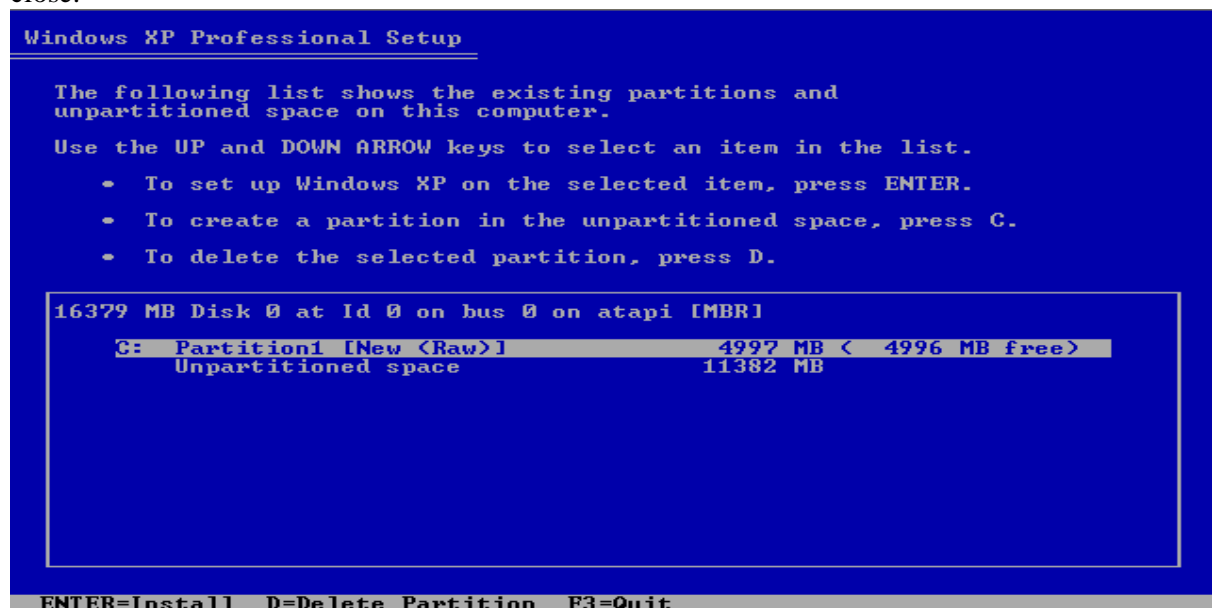 close.
Windows XP Professional Setup
The following list shows the existing partitions and
unpartitioned space on this computer.
Use the UP and DOWN ARROW keys to select an item in the list.
• To set up Windows XP on the selected item, press ENTER.
• To create a partition in the unpartitioned space, press C.
• To delete the selected partition, press D.
16379 MB Disk 0 at Id 0 on bus 0 on atapi [MBR]
C: Partition1 [New (Raw)] 4997 MB ( 4996 MB free)
Unpartitioned space 11382 MB
ENTER=Install D=Delete Partition F3=Quit